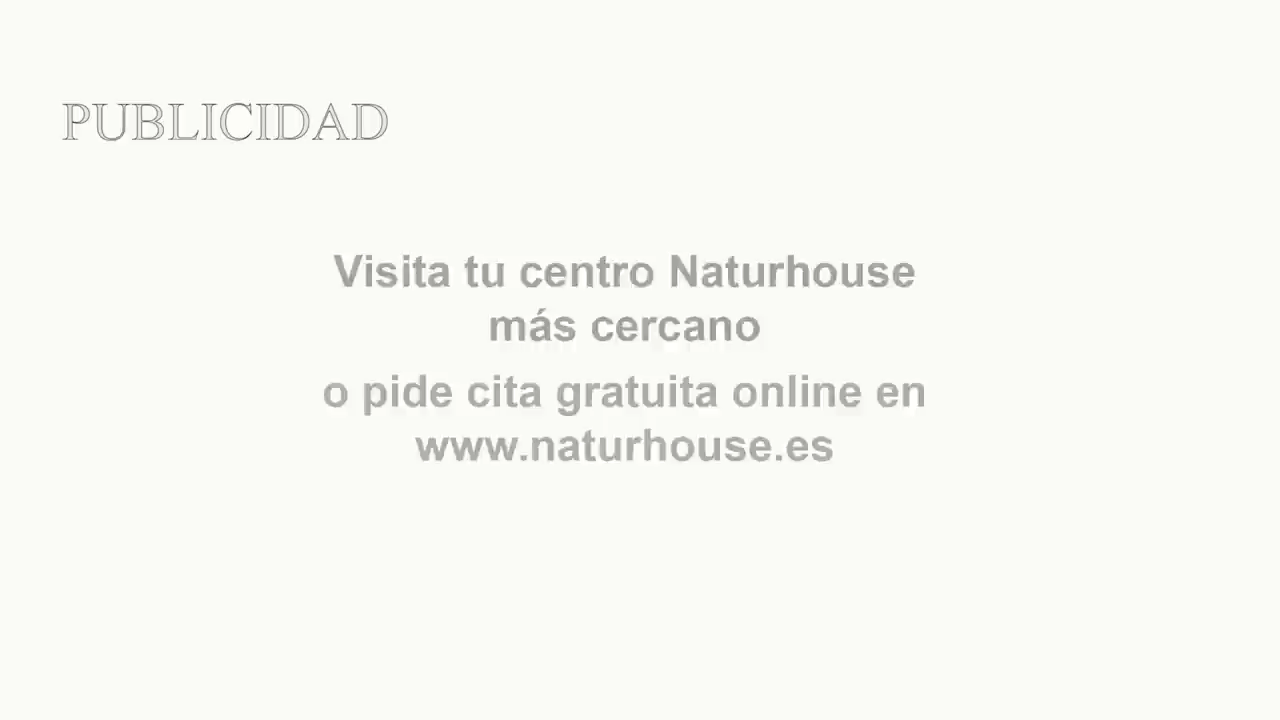 PUBLICIDAD
Visita tu centro Naturhouse
más cercano
o pide cita gratuita online en
www.naturhouse.es